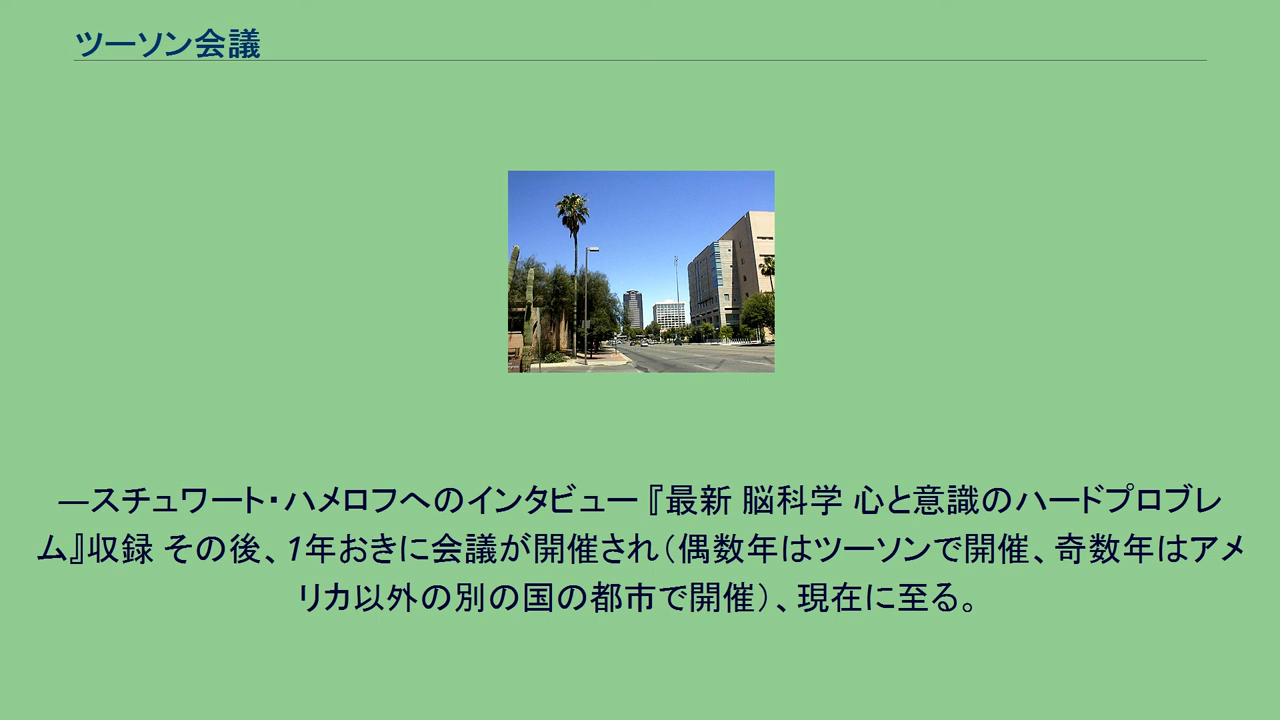 ツーソン会議
―スチュワート・ハメロフへのインタビュー『最新 脳科学 心と意識のハードプロブレ
ム』収録 その後、1年おきに会議が開催され（偶数年はツーソンで開催、奇数年はアメ
リカ以外の別の国の都市で開催）、現在に至る。